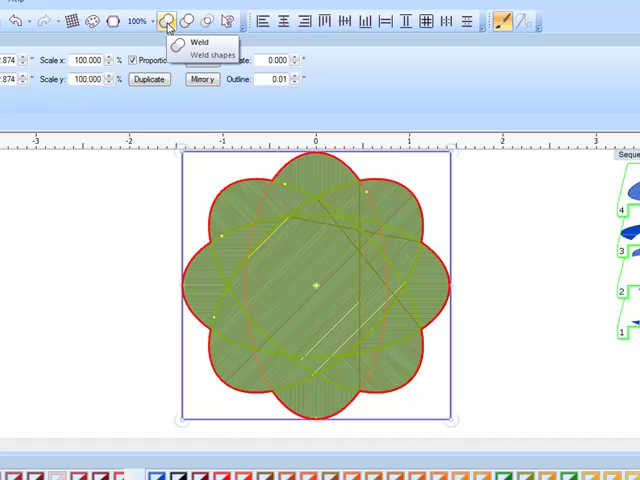 100%
Weld
Weld shapes
.874 " Scale x: 100.000 % Proportio ate: 0.000 °
.874 " Scale y: 100.000 % Duplicate Mirror y Outline: 0.01 "
-3 -2 -1 0 1 2 3
Seque
4
3
2
1